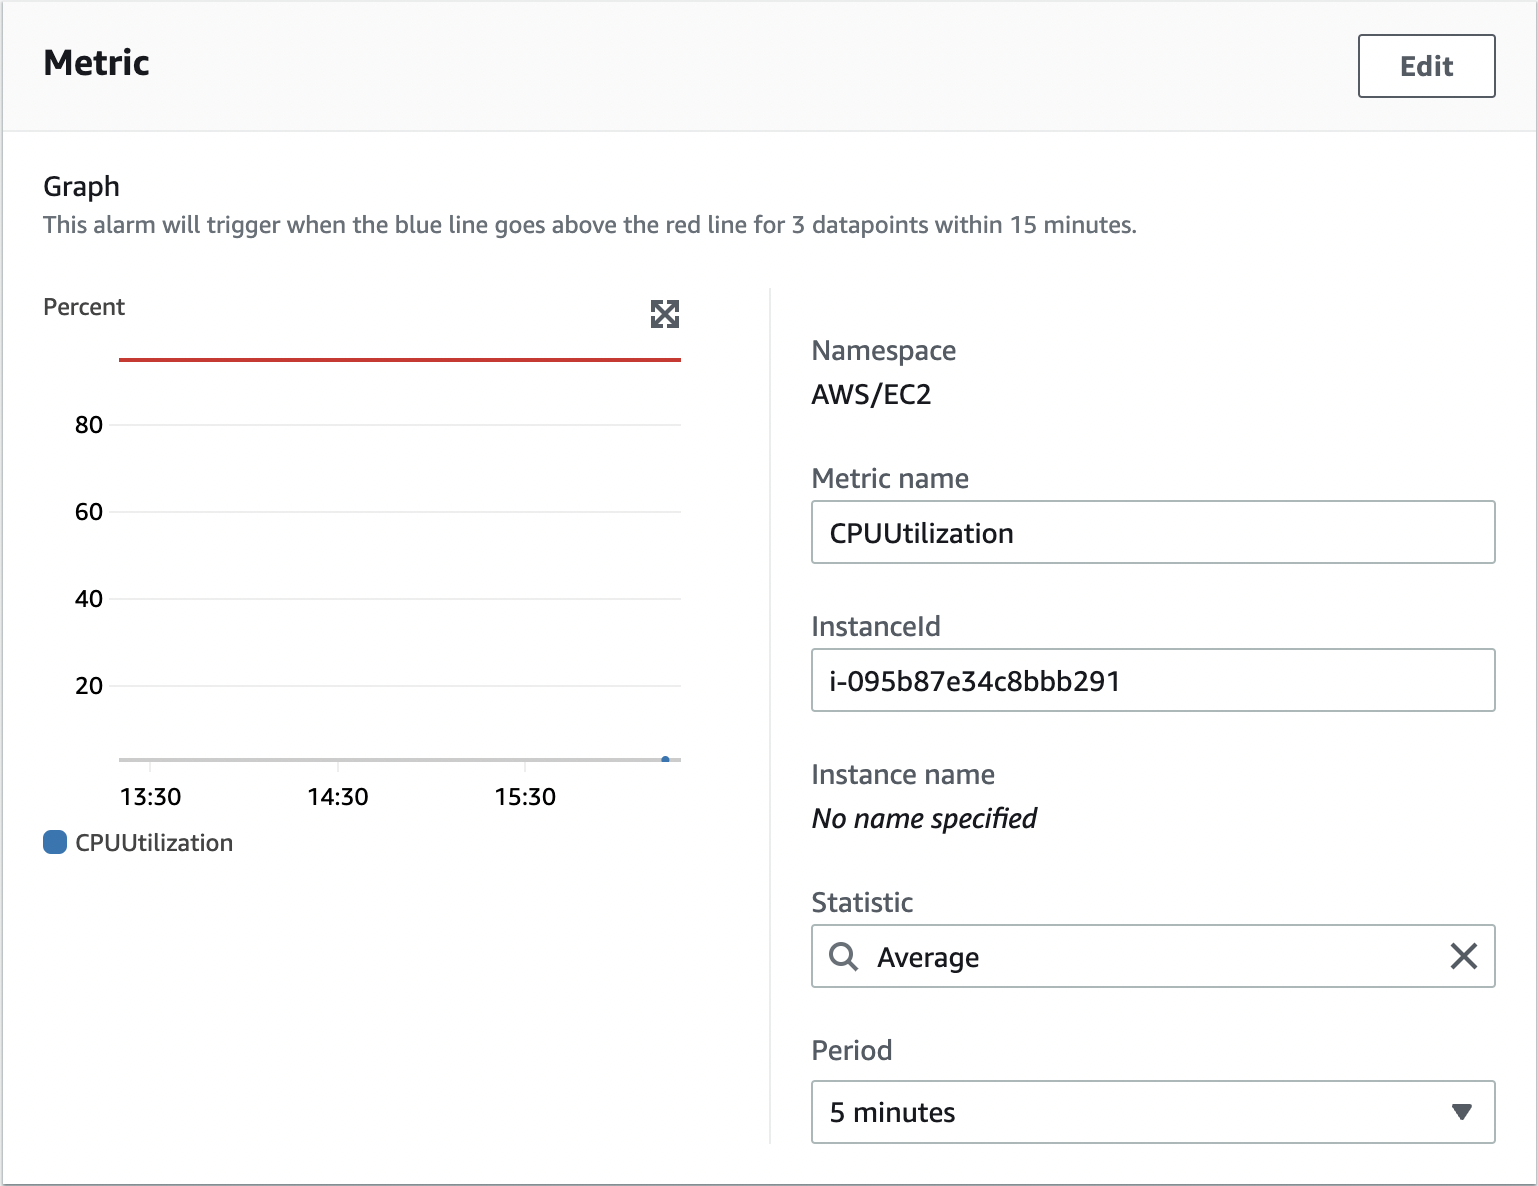 Metric
Edit
Graph
This alarm will trigger when the blue line goes above the red line for 3 datapoints within 15 minutes.
Percent
80
60
40
20
13:30 14:30 15:30
CPUUtilization
Namespace
AWS/EC2
Metric name
CPUUtilization
InstanceId
i-095b87e34c8bbb291
Instance name
No name specified
Statistic
Average
Period
5 minutes